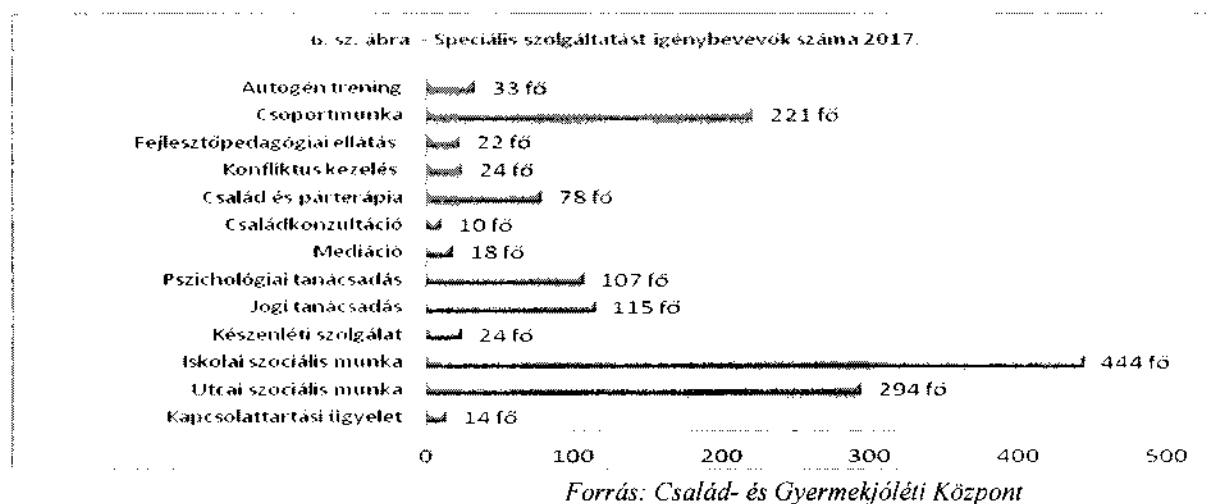 6. sz. ábra - Speciális szolgáltatást igénybevevők száma 2017.
Autogén trening 33 fő
Csoportmunka 221 fő
Fejlesztőpedagógiai ellátás 22 fő
Konfliktus kezelés 24 fő
Család és párterápia 78 fő
Családkonzultáció 10 fő
Mediáció 18 fő
Pszichológiai tanácsadás 107 fő
Jogi tanácsadás 115 fő
Készenléti szolgálat 24 fő
Iskolai szociális munka 444 fő
Utcai szociális munka 294 fő
Kapcsolattartási ügyelet 14 fő
0 100 200 300 400 500
Forrás: Család- és Gyermekjóléti Központ